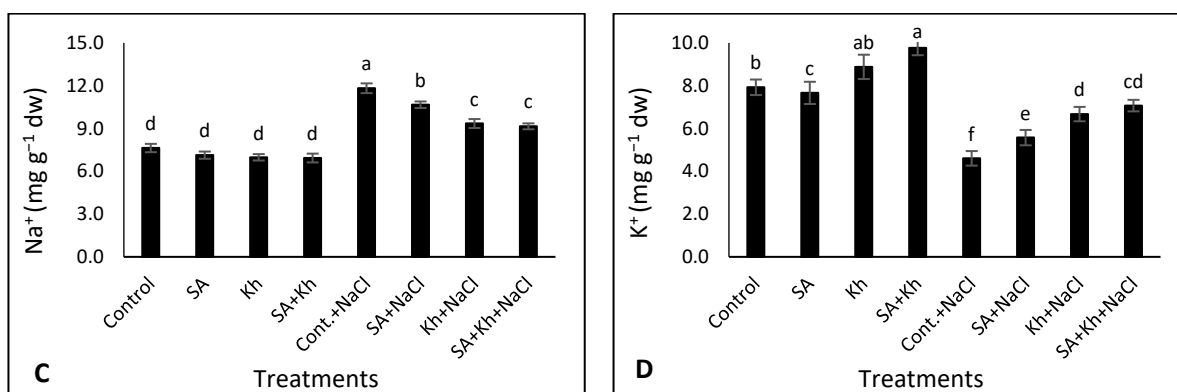 Na⁺ (mg g⁻¹ dw)
15.0
12.0
9.0
6.0
3.0
0.0
d d d d a b c c
Control SA Kh SA+Kh Cont.+NaCl SA+NaCl Kh+NaCl SA+Kh+NaCl
C
Treatments
K⁺ (mg g⁻¹ dw)
10.0
8.0
6.0
4.0
2.0
0.0
b c ab a f e d cd
Control SA Kh SA+Kh Cont.+NaCl SA+NaCl Kh+NaCl SA+Kh+NaCl
D
Treatments